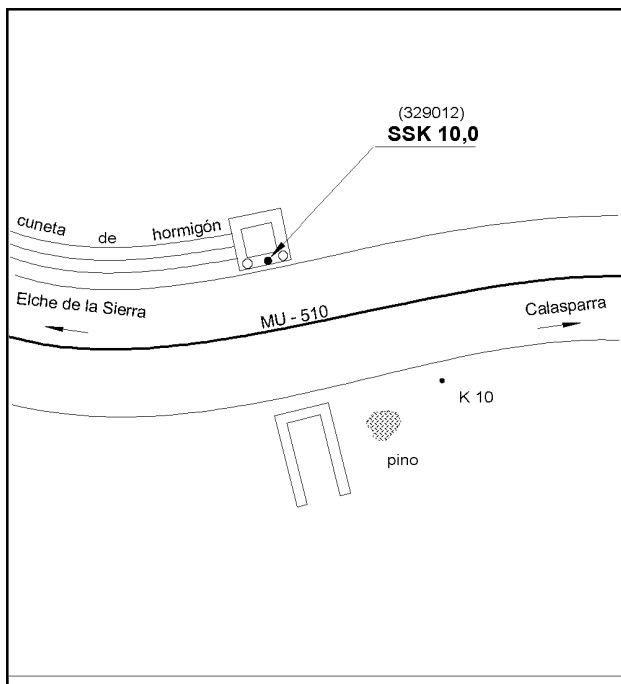 (329012)
SSK 10,0
cuneta de hormigón
Elche de la Sierra
MU - 510
Calasparra
K 10
pino